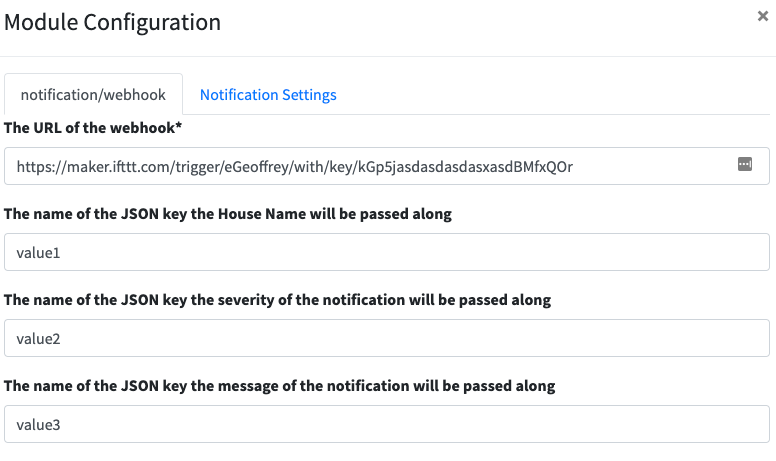 Module Configuration
×
notification/webhook
Notification Settings
The URL of the webhook*
https://maker.ifttt.com/trigger/eGeoffrey/with/key/kGp5jasdasdasdasxasdBMfxQOr
The name of the JSON key the House Name will be passed along
value1
The name of the JSON key the severity of the notification will be passed along
value2
The name of the JSON key the message of the notification will be passed along
value3